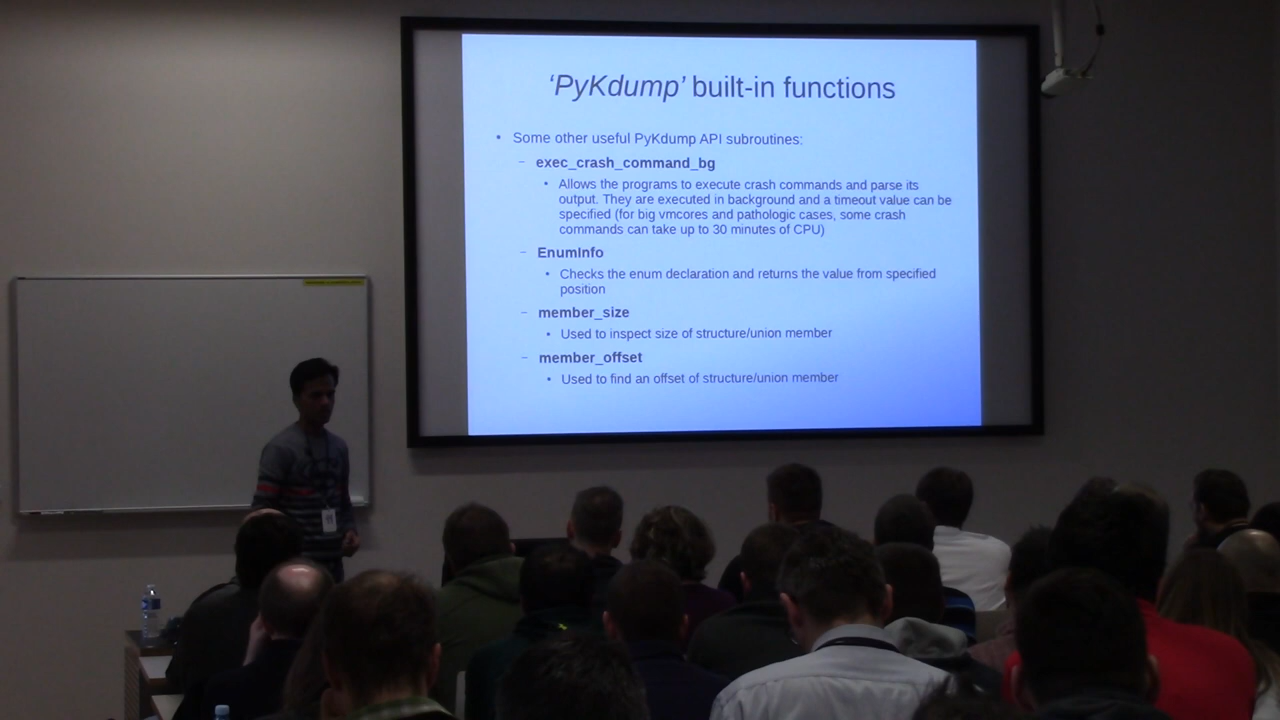 ‘PyKdump’ built-in functions
• Some other useful PyKdump API subroutines:
– exec_crash_command_bg
• Allows the programs to execute crash commands and parse its
output. They are executed in background and a timeout value can be
specified (for big vmcores and pathologic cases, some crash
commands can take up to 30 minutes of CPU)
– EnumInfo
• Checks the enum declaration and returns the value from specified
position
– member_size
• Used to inspect size of structure/union member
– member_offset
• Used to find an offset of structure/union member